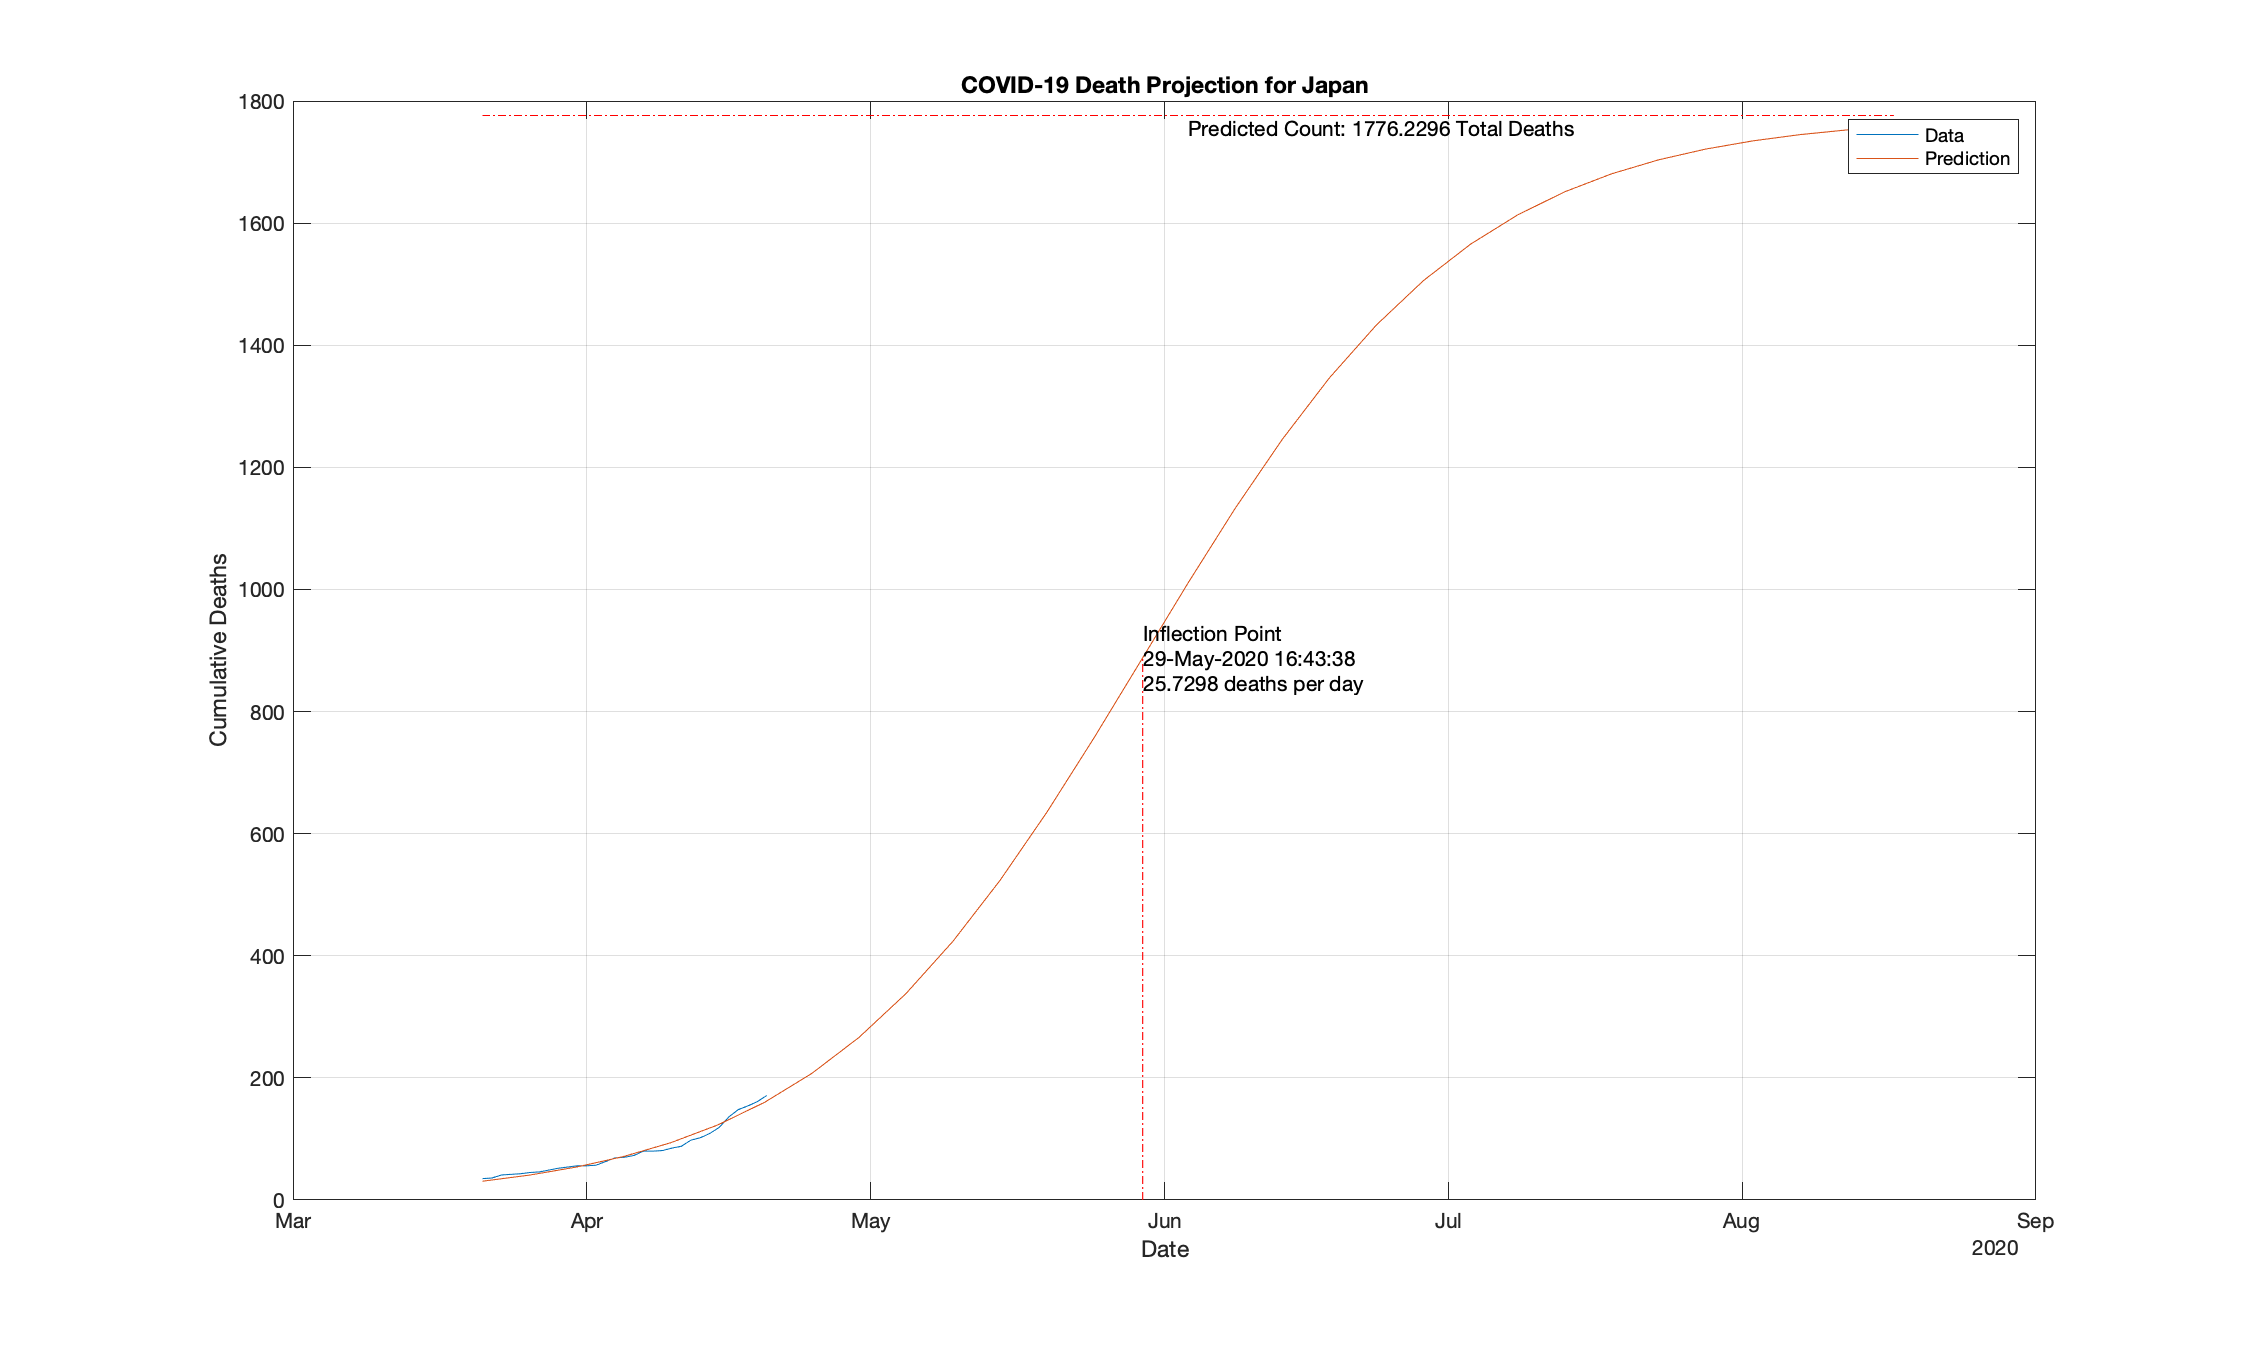 COVID-19 Death Projection for Japan
1800
1600
1400
1200
1000
800
600
400
200
0
Cumulative Deaths
Predicted Count: 1776.2296 Total Deaths
Data
Prediction
Inflection Point
29-May-2020 16:43:38
25.7298 deaths per day
Mar Apr May Jun Jul Aug Sep
Date
2020